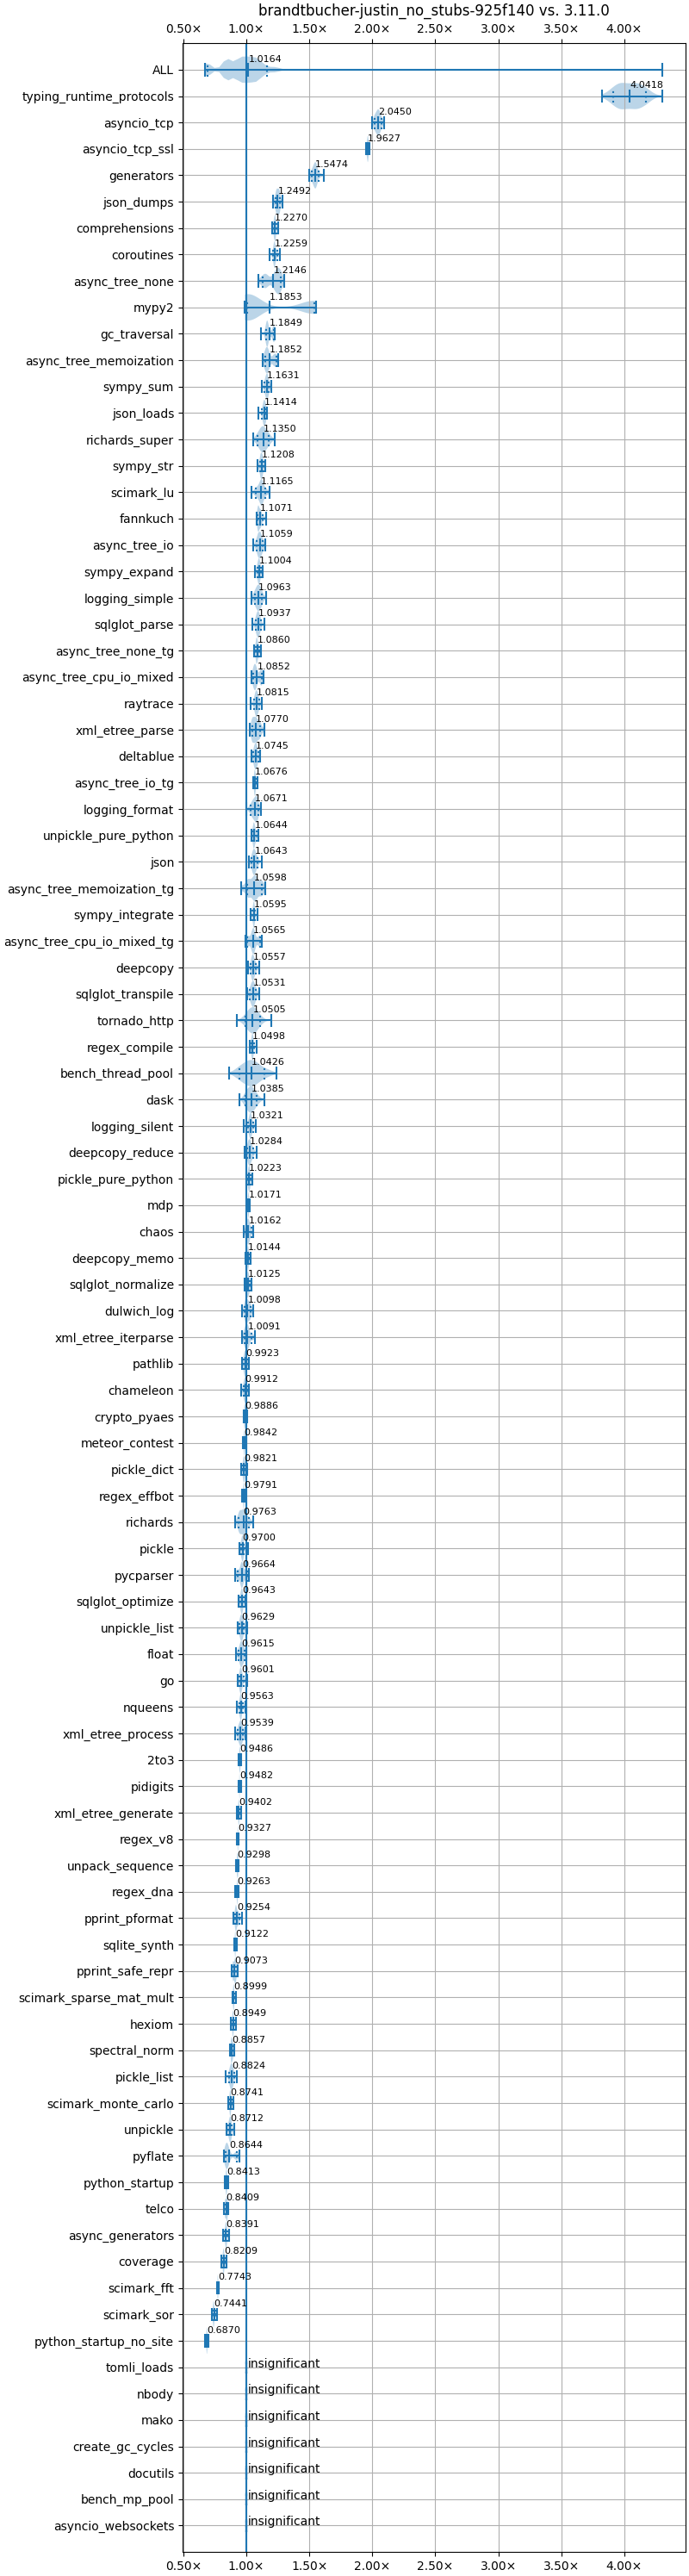 brandtbucher-justin_no_stubs-925f140 vs. 3.11.0
0.50× 1.00× 1.50× 2.00× 2.50× 3.00× 3.50× 4.00×
ALL 1.0164
typing_runtime_protocols 4.0418
asyncio_tcp 2.0450
asyncio_tcp_ssl 1.9627
generators 1.5474
json_dumps 1.2492
comprehensions 1.2270
coroutines 1.2259
async_tree_none 1.2146
mypy2 1.1853
gc_traversal 1.1849
async_tree_memoization 1.1852
sympy_sum 1.1631
json_loads 1.1414
richards_super 1.1350
sympy_str 1.1208
scimark_lu 1.1165
fannkuch 1.1071
async_tree_io 1.1059
sympy_expand 1.1004
logging_simple 1.0963
sqlglot_parse 1.0937
async_tree_none_tg 1.0860
async_tree_cpu_io_mixed 1.0852
raytrace 1.0815
xml_etree_parse 1.0770
deltablue 1.0745
async_tree_io_tg 1.0676
logging_format 1.0671
unpickle_pure_python 1.0644
json 1.0643
async_tree_memoization_tg 1.0598
sympy_integrate 1.0595
async_tree_cpu_io_mixed_tg 1.0565
deepcopy 1.0557
sqlglot_transpile 1.0531
tornado_http 1.0505
regex_compile 1.0498
bench_thread_pool 1.0426
dask 1.0385
logging_silent 1.0321
deepcopy_reduce 1.0284
pickle_pure_python 1.0223
mdp 1.0171
chaos 1.0162
deepcopy_memo 1.0144
sqlglot_normalize 1.0125
dulwich_log 1.0098
xml_etree_iterparse 1.0091
pathlib 0.9923
chameleon 0.9912
crypto_pyaes 0.9886
meteor_contest 0.9842
pickle_dict 0.9821
regex_effbot 0.9791
richards 0.9763
pickle 0.9700
pycparser 0.9664
sqlglot_optimize 0.9643
unpickle_list 0.9629
float 0.9615
go 0.9601
nqueens 0.9563
xml_etree_process 0.9539
2to3 0.9486
pidigits 0.9482
xml_etree_generate 0.9402
regex_v8 0.9327
unpack_sequence 0.9298
regex_dna 0.9263
pprint_pformat 0.9254
sqlite_synth 0.9122
pprint_safe_repr 0.9073
scimark_sparse_mat_mult 0.8999
hexiom 0.8949
spectral_norm 0.8857
pickle_list 0.8824
scimark_monte_carlo 0.8741
unpickle 0.8712
pyflate 0.8644
python_startup 0.8413
telco 0.8409
async_generators 0.8391
coverage 0.8209
scimark_fft 0.7743
scimark_sor 0.7441
python_startup_no_site 0.6870
tomli_loads insignificant
nbody insignificant
mako insignificant
create_gc_cycles insignificant
docutils insignificant
bench_mp_pool insignificant
asyncio_websockets insignificant
0.50× 1.00× 1.50× 2.00× 2.50× 3.00× 3.50× 4.00×